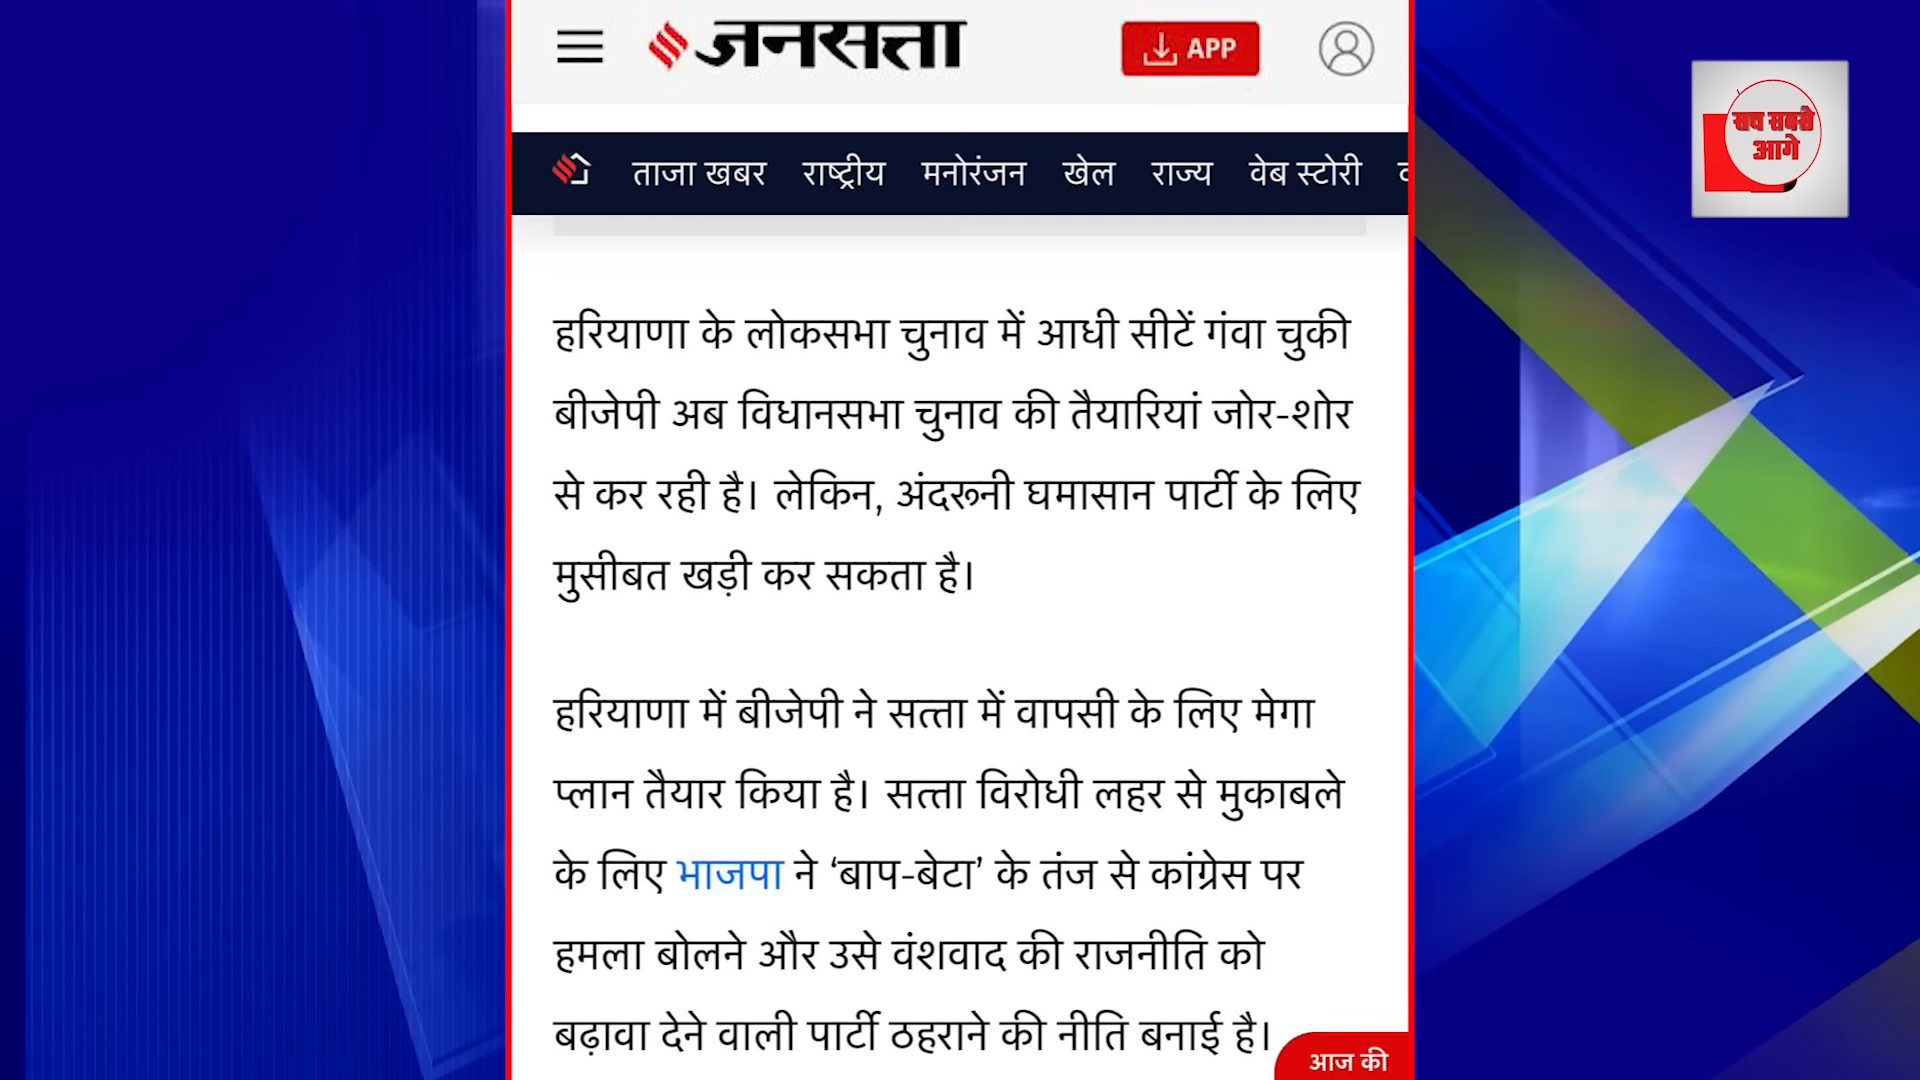 जनसत्ता
APP
सच सबसे
आगे
ताजा खबर राष्ट्रीय मनोरंजन खेल राज्य वेब स्टोरी
हरियाणा के लोकसभा चुनाव में आधी सीटें गंवा चुकी
बीजेपी अब विधानसभा चुनाव की तैयारियां जोर-शोर
से कर रही है। लेकिन, अंदरूनी घमासान पार्टी के लिए
मुसीबत खड़ी कर सकता है।
हरियाणा में बीजेपी ने सत्ता में वापसी के लिए मेगा
प्लान तैयार किया है। सत्ता विरोधी लहर से मुकाबले
के लिए भाजपा ने ‘बाप-बेटा’ के तंज से कांग्रेस पर
हमला बोलने और उसे वंशवाद की राजनीति को
बढ़ावा देने वाली पार्टी ठहराने की नीति बनाई है।
आज की